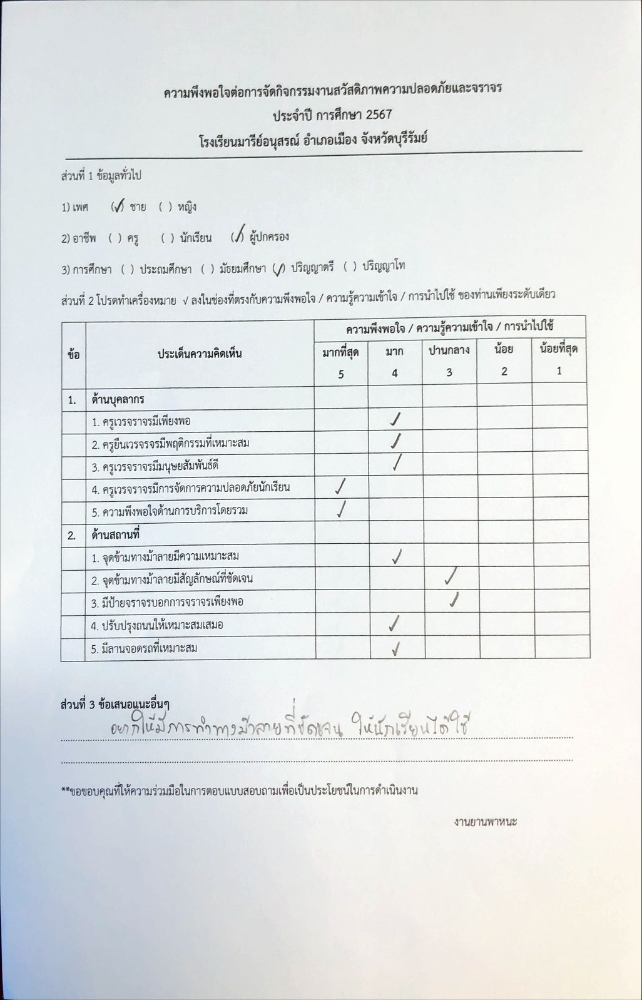 ความพึงพอใจต่อการจัดกิจกรรมงานสวัสดิภาพความปลอดภัยและจราจร
ประจำปี การศึกษา 2567
โรงเรียนมารีย์อนุสรณ์ อำเภอเมือง จังหวัดบุรีรัมย์
ส่วนที่ 1 ข้อมูลทั่วไป
1) เพศ (✓) ชาย ( ) หญิง
2) อาชีพ ( ) ครู ( ) นักเรียน (✓) ผู้ปกครอง
3) การศึกษา ( ) ประถมศึกษา ( ) มัธยมศึกษา (✓) ปริญญาตรี ( ) ปริญญาโท
ส่วนที่ 2 โปรดทำเครื่องหมาย √ ลงในช่องที่ตรงกับความพึงพอใจ / ความรู้ความเข้าใจ / การนำไปใช้ ของท่านเพียงระดับเดียว
ความพึงพอใจ / ความรู้ความเข้าใจ / การนำไปใช้
ข้อ ประเด็นความคิดเห็น มากที่สุด มาก ปานกลาง น้อย น้อยที่สุด
5 4 3 2 1
1. ด้านบุคลากร
1. ครูเวรจราจรมีเพียงพอ ✓
2. ครูยืนเวรจรจรมีพฤติกรรมที่เหมาะสม ✓
3. ครูเวรจราจรมีมนุษยสัมพันธ์ดี ✓
4. ครูเวรจราจรมีการจัดการความปลอดภัยนักเรียน ✓
5. ความพึงพอใจด้านการบริการโดยรวม ✓
2. ด้านสถานที่
1. จุดข้ามทางม้าลายมีความเหมาะสม ✓
2. จุดข้ามทางม้าลายมีสัญลักษณ์ที่ชัดเจน ✓
3. มีป้ายจราจรบอกการจราจรเพียงพอ ✓
4. ปรับปรุงถนนให้เหมาะสมเสมอ ✓
5. มีลานจอดรถที่เหมาะสม ✓
ส่วนที่ 3 ข้อเสนอแนะอื่นๆ
อยากให้มีการทำทางม้าลายที่ชัดเจน ให้นักเรียนได้ใช้
**ขอขอบคุณที่ให้ความร่วมมือในการตอบแบบสอบถามเพื่อเป็นประโยชน์ในการดำเนินงาน
งานยานพาหนะ